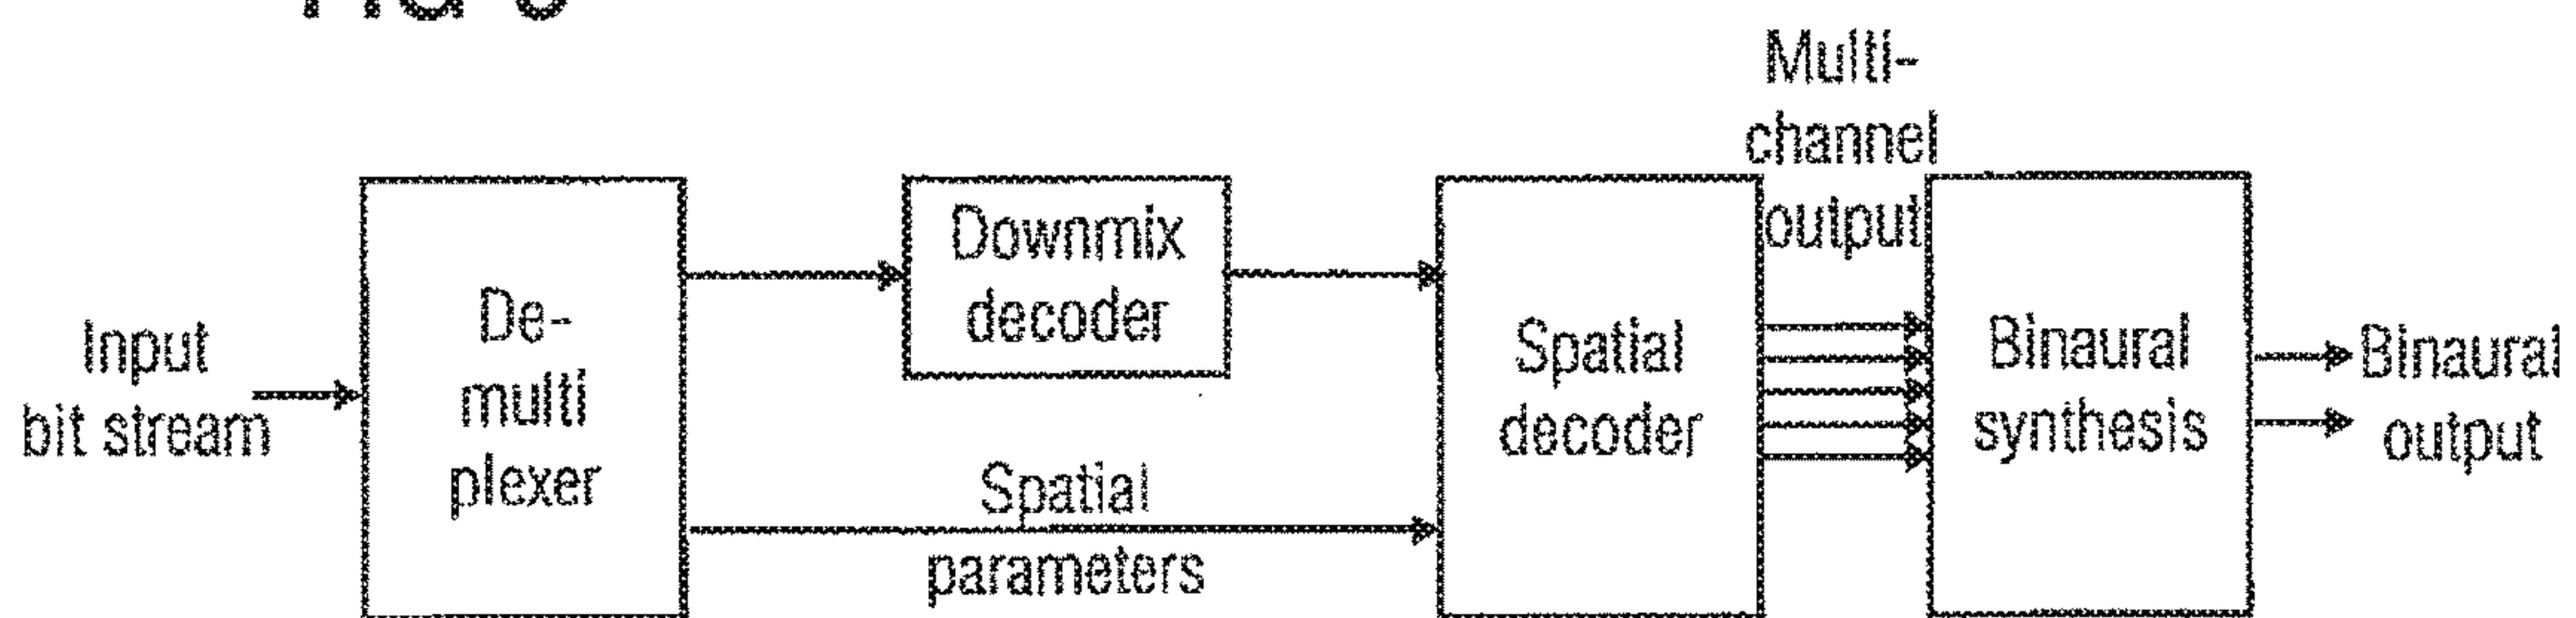 Input
bit stream
De-
multi
plexer
Downmix
decoder
Spatial
parameters
Spatial
decoder
Multi-
channel
output
Binaural
synthesis
Binaural
output